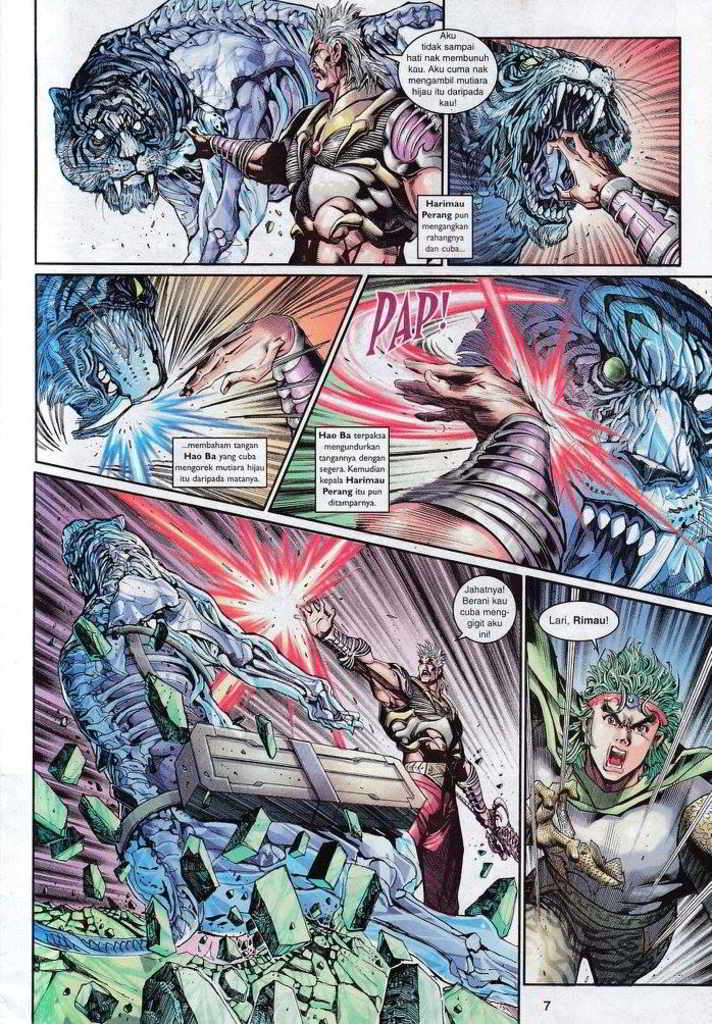 Aku
tidak sampai
hati nak membunuh
kau. Aku cuma nak
mengambil mutiara
hijau itu daripada
kau!
Harimau
Perang pun
mengangkan
rahangnya
dan cuba...
...membaham tangan
Hao Ba yang cuba
mengorek mutiara hijau
itu daripada matanya.
Hao Ba terpaksa
mengundurkan
tangannya dengan
segera. Kemudian
kepala Harimau
Perang itu pun
ditamparnya.
PAP!
Jahatnya!
Berani kau
cuba meng-
gigit aku
ini!
Lari, Rimau!
7